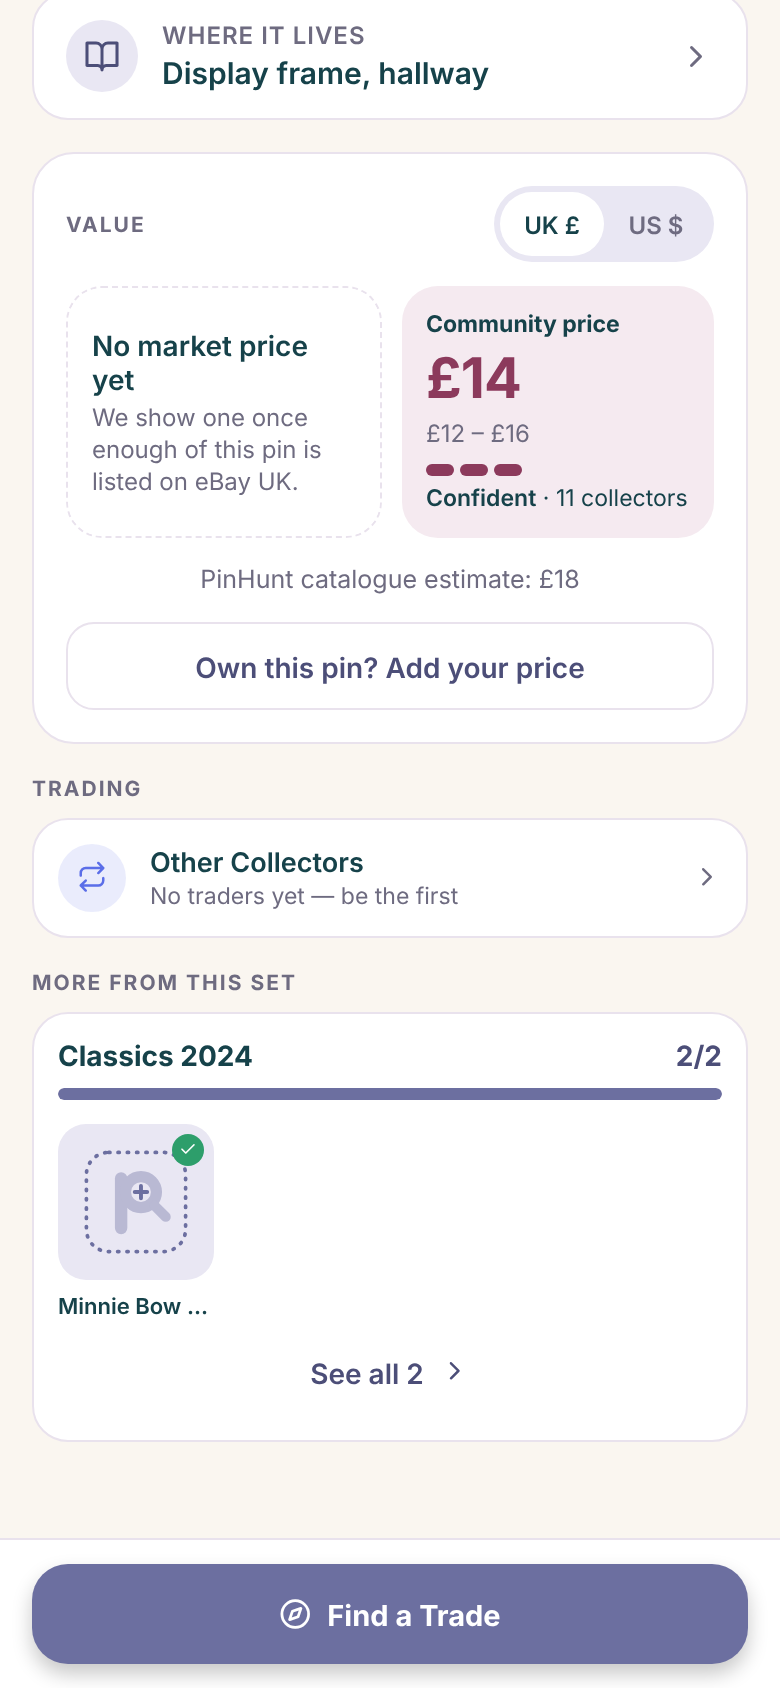 WHERE IT LIVES
Display frame, hallway
VALUE
UK £
US $
No market price
yet
We show one once
enough of this pin is
listed on eBay UK.
Community price
£14
£12 – £16
Confident · 11 collectors
PinHunt catalogue estimate: £18
Own this pin? Add your price
TRADING
Other Collectors
No traders yet — be the first
MORE FROM THIS SET
Classics 2024
2/2
Minnie Bow ...
See all 2
Find a Trade